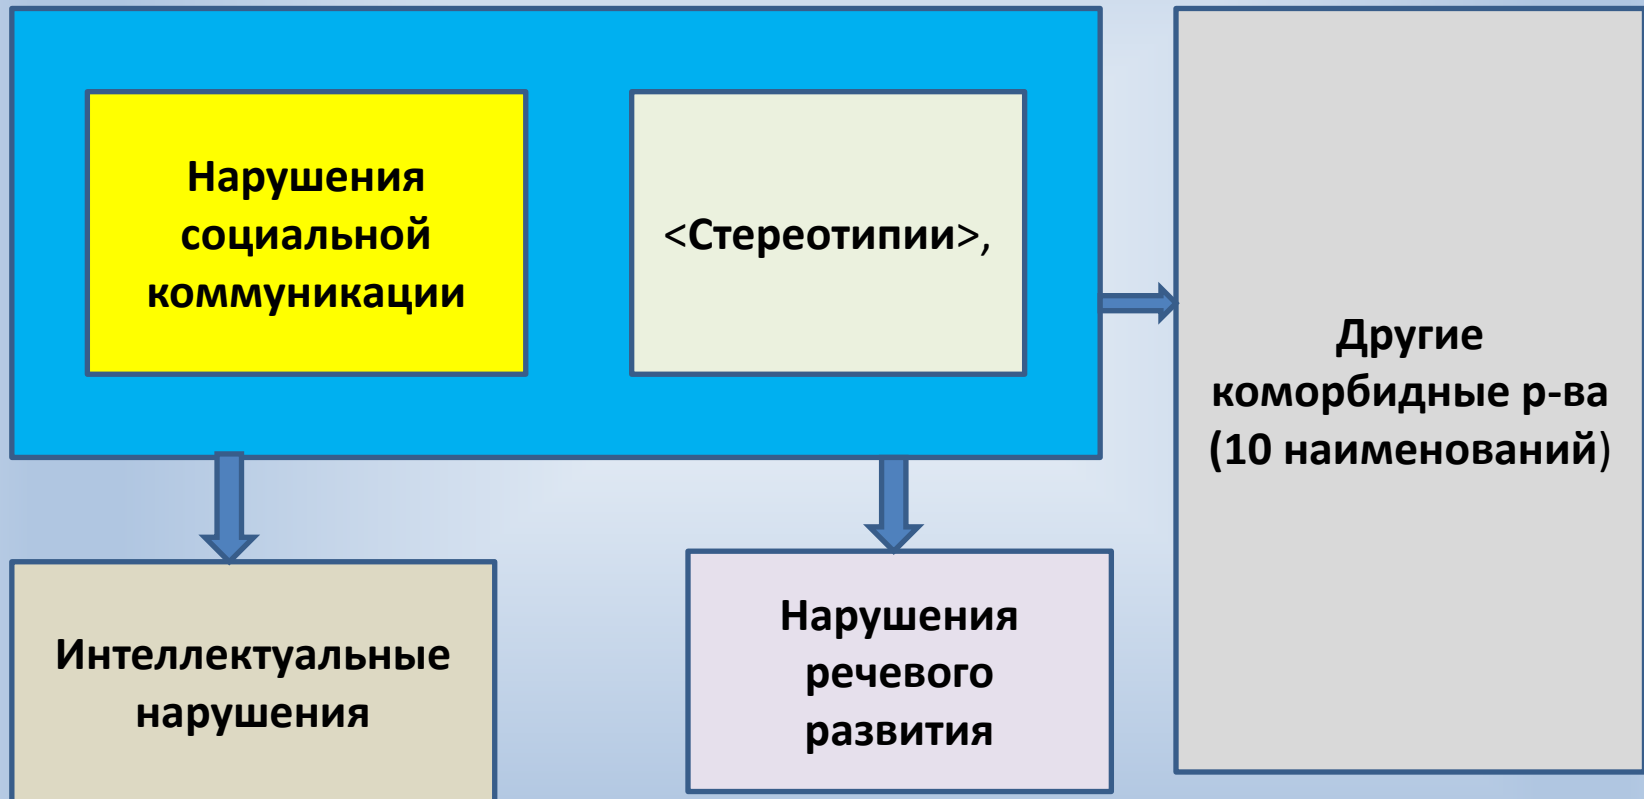 Нарушения
социальной
коммуникации
<Стереотипии>,
Другие
коморбидные р-ва
(10 наименований)
Интеллектуальные
нарушения
Нарушения
речевого
развития